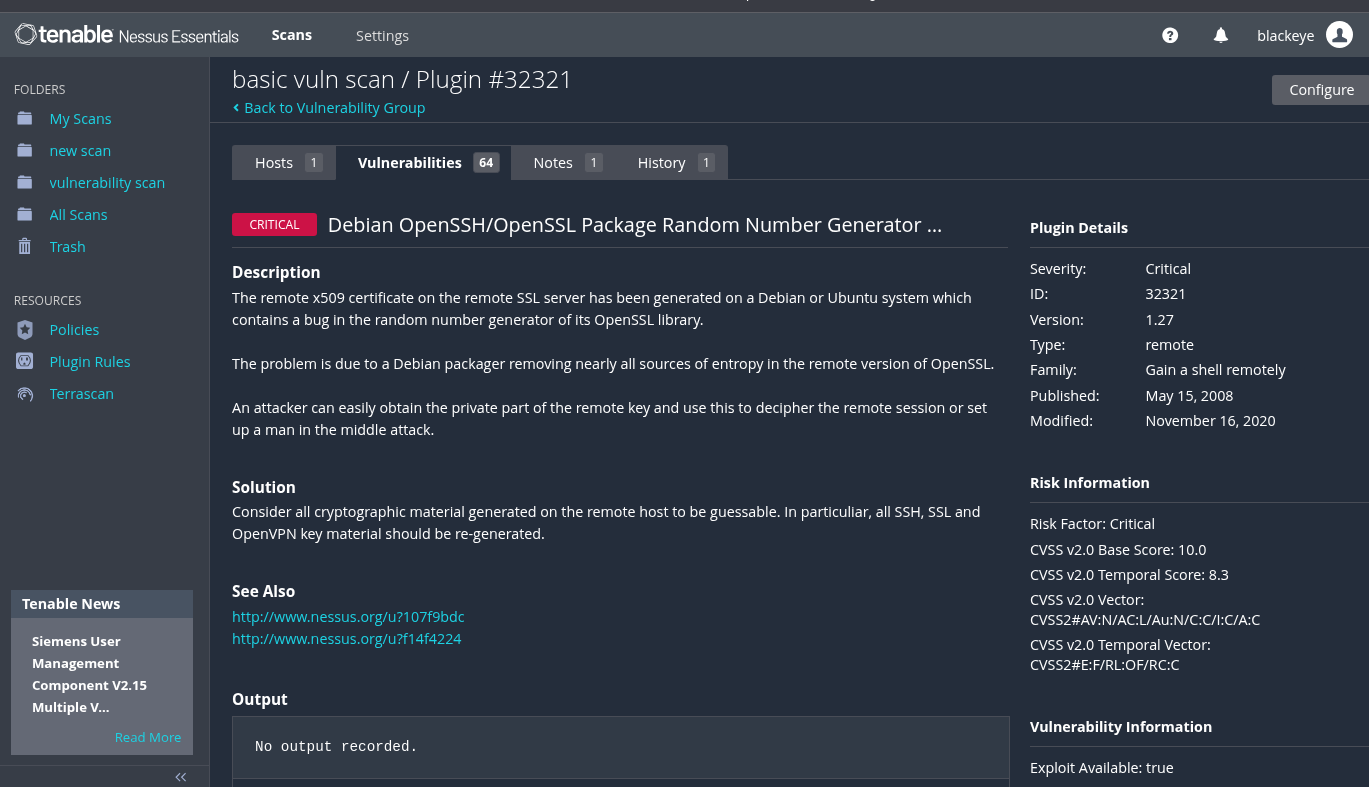 tenable Nessus Essentials
Scans
Settings
blackeye
FOLDERS
My Scans
new scan
vulnerability scan
All Scans
Trash
RESOURCES
Policies
Plugin Rules
Terrascan
Tenable News
Siemens User
Management
Component V2.15
Multiple V...
Read More
basic vuln scan / Plugin #32321
Back to Vulnerability Group
Configure
Hosts 1
Vulnerabilities 64
Notes 1
History 1
CRITICAL Debian OpenSSH/OpenSSL Package Random Number Generator ...
Description
The remote x509 certificate on the remote SSL server has been generated on a Debian or Ubuntu system which
contains a bug in the random number generator of its OpenSSL library.
The problem is due to a Debian packager removing nearly all sources of entropy in the remote version of OpenSSL.
An attacker can easily obtain the private part of the remote key and use this to decipher the remote session or set
up a man in the middle attack.
Solution
Consider all cryptographic material generated on the remote host to be guessable. In particuliar, all SSH, SSL and
OpenVPN key material should be re-generated.
See Also
http://www.nessus.org/u?107f9bdc
http://www.nessus.org/u?f14f4224
Output
No output recorded.
Plugin Details
Severity: Critical
ID: 32321
Version: 1.27
Type: remote
Family: Gain a shell remotely
Published: May 15, 2008
Modified: November 16, 2020
Risk Information
Risk Factor: Critical
CVSS v2.0 Base Score: 10.0
CVSS v2.0 Temporal Score: 8.3
CVSS v2.0 Vector:
CVSS2#AV:N/AC:L/Au:N/C:C/I:C/A:C
CVSS v2.0 Temporal Vector:
CVSS2#E:F/RL:OF/RC:C
Vulnerability Information
Exploit Available: true